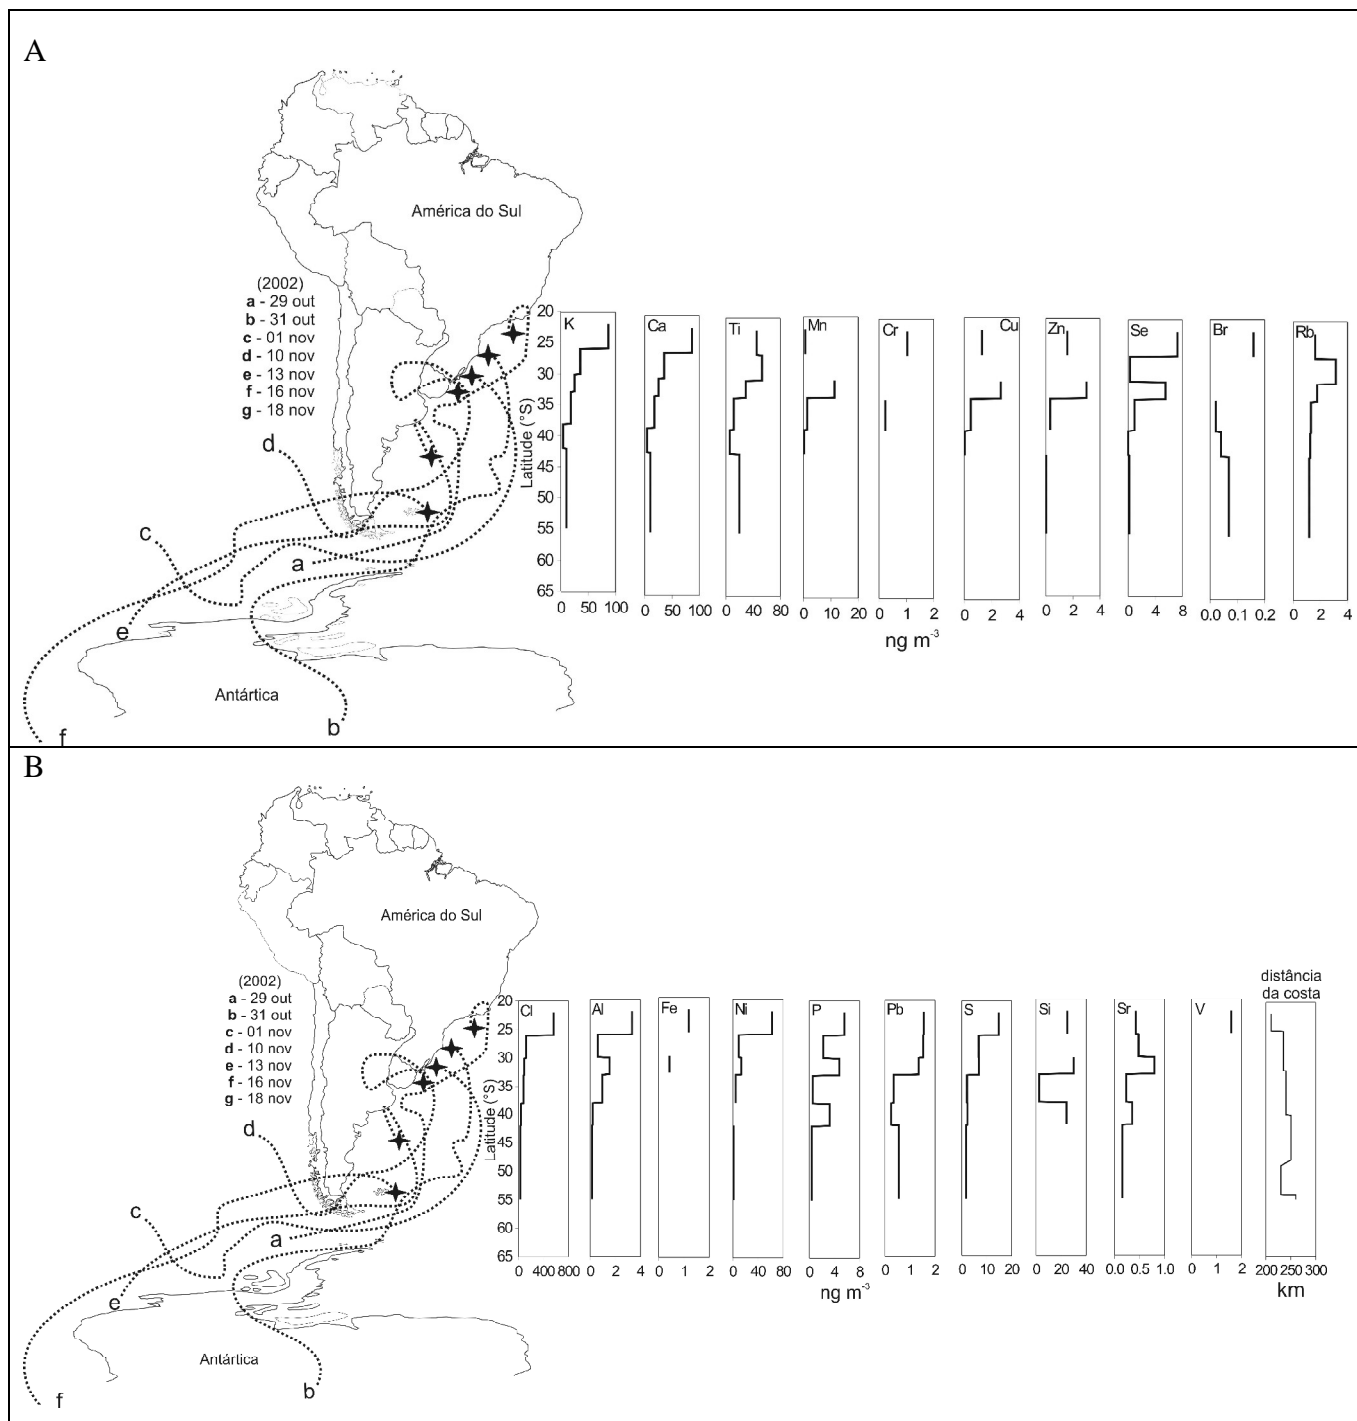 A
América do Sul
(2002)
a - 29 out
b - 31 out
c - 01 nov
d - 10 nov
e - 13 nov
f - 16 nov
g - 18 nov
d
c
a
e
Antártica
b
f
Latitude (°S)
20
25
30
35
40
45
50
55
60
65
K
0 50 100
Ca
0 50 100
Ti
0 40 80
Mn
0 10 20
Cr
0 1 2
Cu
0 2 4
Zn
0 2 4
Se
0 4 8
Br
0.0 0.1 0.2
Rb
0 2 4
ng m-3
B
América do Sul
(2002)
a - 29 out
b - 31 out
c - 01 nov
d - 10 nov
e - 13 nov
f - 16 nov
g - 18 nov
d
c
a
e
Antártica
b
f
Latitude (°S)
20
25
30
35
40
45
50
55
60
65
Cl
0 400 800
Al
0 2 4
Fe
0 1 2
Ni
0 40 80
P
0 4 8
Pb
0 1 2
S
0 10 20
Si
0 20 40
Sr
0.0 0.5 1.0
V
0 1 2
distância
da costa
200 250 300
ng m-3
km